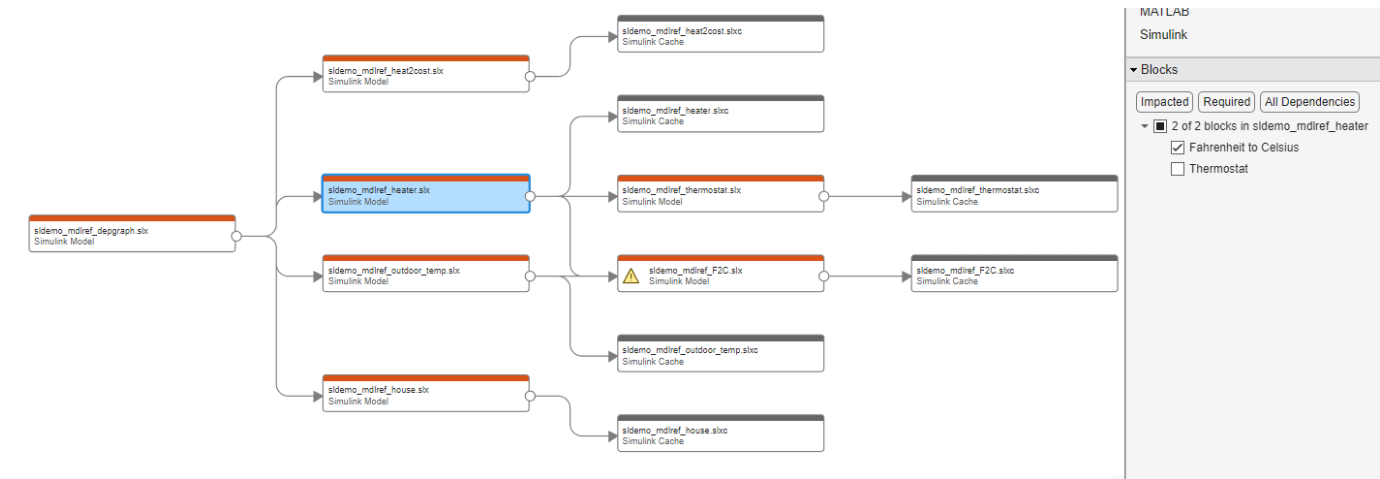 sldemo_mdlref_depgraph.slx
Simulink Model
sldemo_mdlref_heat2cost.slx
Simulink Model
sldemo_mdlref_heater.slx
Simulink Model
sldemo_mdlref_outdoor_temp.slx
Simulink Model
sldemo_mdlref_house.slx
Simulink Model
sldemo_mdlref_heat2cost.slxc
Simulink Cache
sldemo_mdlref_heater.slxc
Simulink Cache
sldemo_mdlref_thermostat.slx
Simulink Model
sldemo_mdlref_F2C.slx
Simulink Model
sldemo_mdlref_outdoor_temp.slxc
Simulink Cache
sldemo_mdlref_house.slxc
Simulink Cache
sldemo_mdlref_thermostat.slxc
Simulink Cache
sldemo_mdlref_F2C.slxc
Simulink Cache
MATLAB
Simulink
Blocks
Impacted Required All Dependencies
2 of 2 blocks in sldemo_mdlref_heater
Fahrenheit to Celsius
Thermostat